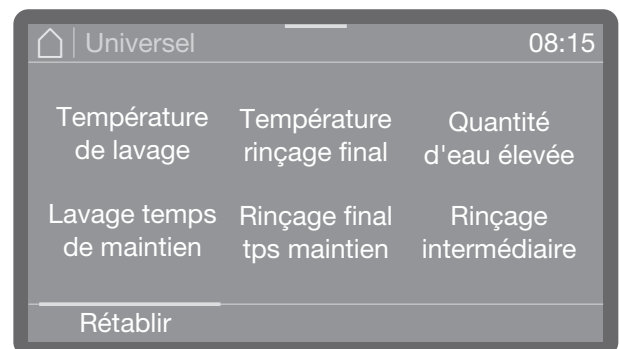 Universel 08:15
Température
de lavage
Température
rinçage final
Quantité
d'eau élevée
Lavage temps
de maintien
Rinçage final
tps maintien
Rinçage
intermédiaire
Rétablir